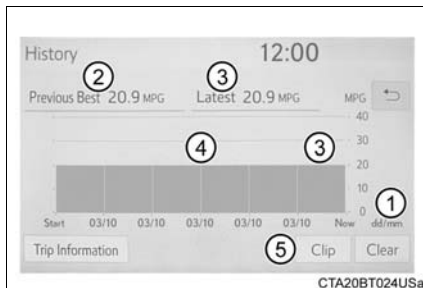 History 12:00
② ③
Previous Best 20.9 MPG Latest 20.9 MPG MPG
40
④ ③ 30
20
10
① 0
Start 03/10 03/10 03/10 03/10 03/10 Now dd/mm
Trip Information ⑤ Clip Clear
CTA20BT024USa